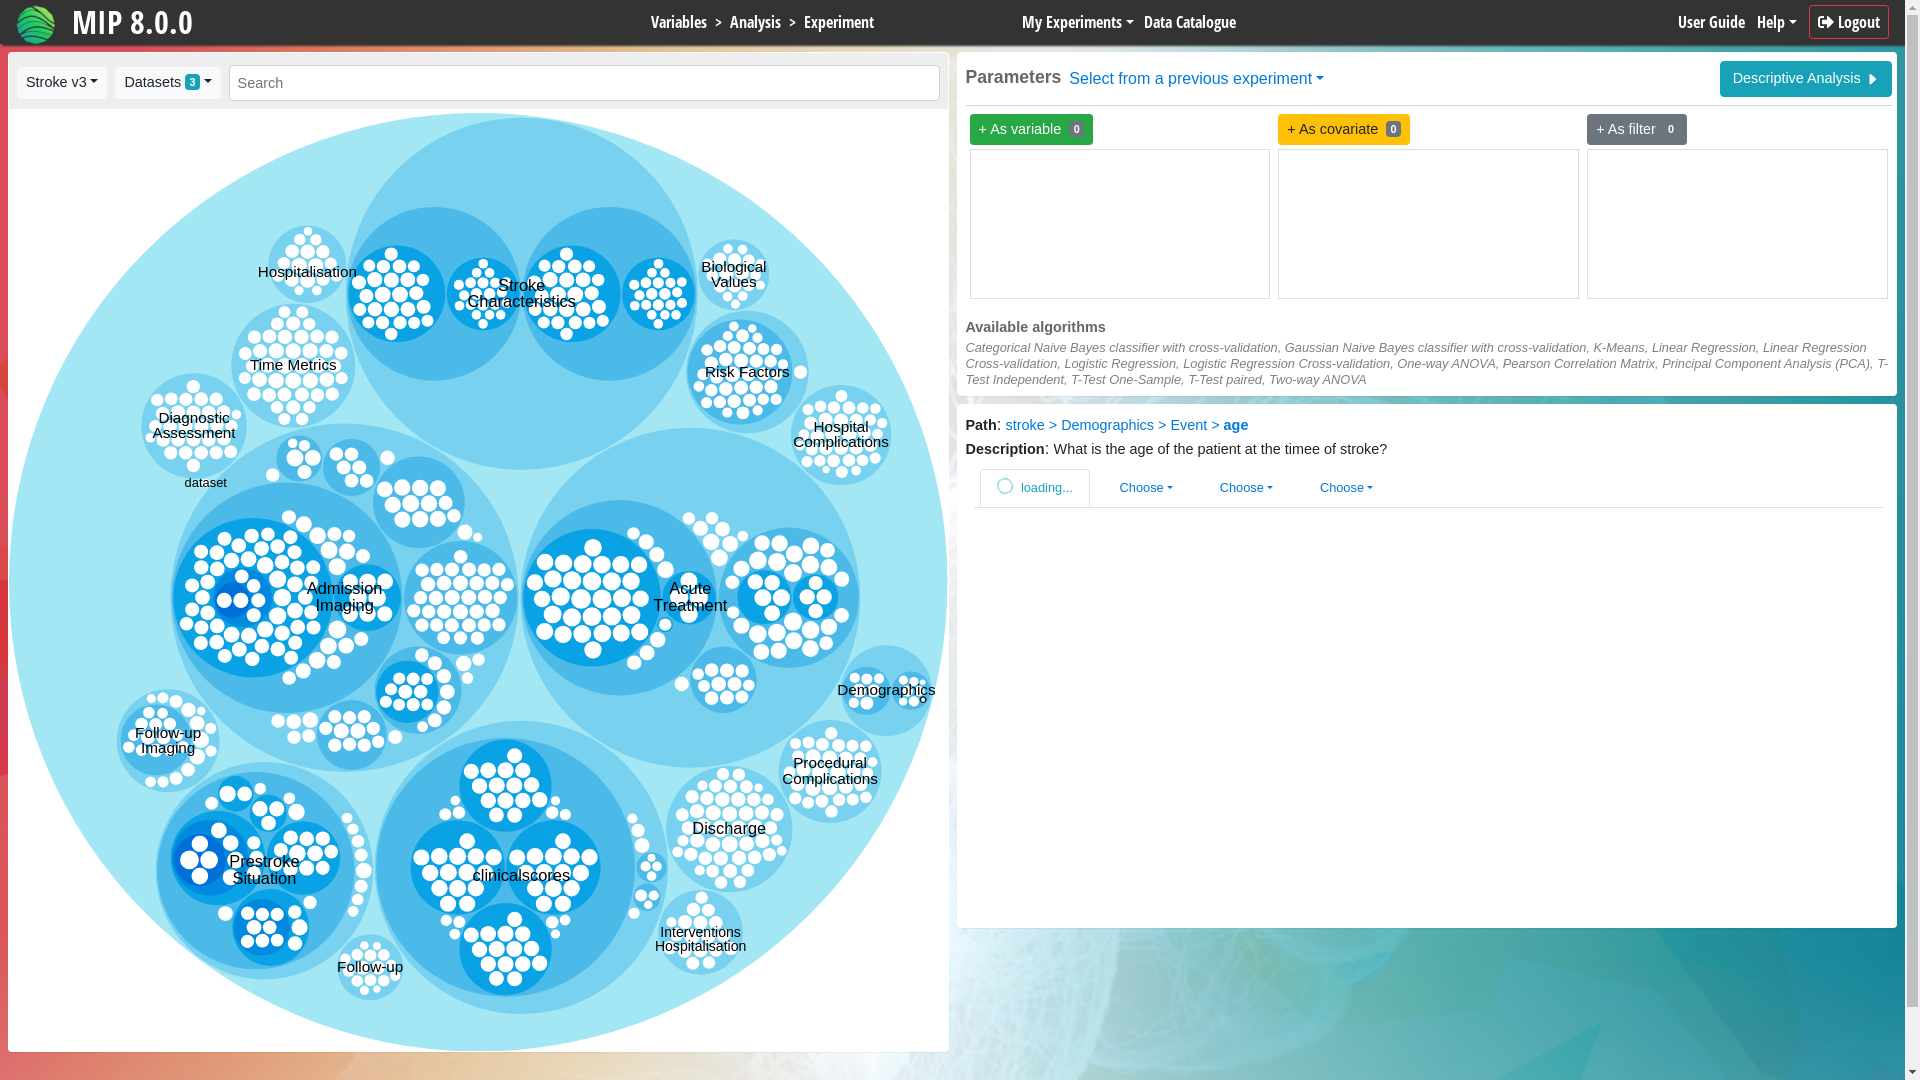 MIP 8.0.0
Variables > Analysis > Experiment
My Experiments
Data Catalogue
User Guide
Help
Logout
Stroke v3
Datasets 3
Search
Hospitalisation
Stroke
Characteristics
Biological
Values
Time Metrics
Risk Factors
Diagnostic
Assessment
Hospital
Complications
dataset
Admission
Imaging
Acute
Treatment
Demographics
Follow-up
Imaging
Procedural
Complications
Discharge
Prestroke
Situation
clinicalscores
Interventions
Hospitalisation
Follow-up
Parameters
Select from a previous experiment
Descriptive Analysis
+ As variable 0
+ As covariate 0
+ As filter 0
Available algorithms
Categorical Naive Bayes classifier with cross-validation, Gaussian Naive Bayes classifier with cross-validation, K-Means, Linear Regression, Linear Regression
Cross-validation, Logistic Regression, Logistic Regression Cross-validation, One-way ANOVA, Pearson Correlation Matrix, Principal Component Analysis (PCA), T-
Test Independent, T-Test One-Sample, T-Test paired, Two-way ANOVA
Path: stroke > Demographics > Event > age
Description: What is the age of the patient at the timee of stroke?
loading...
Choose
Choose
Choose